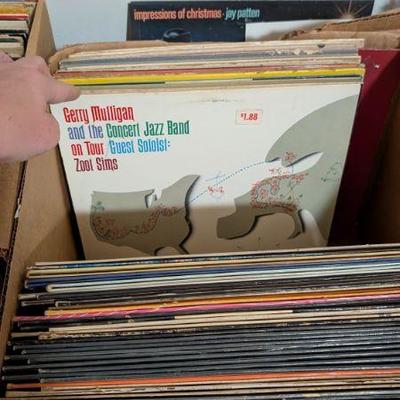 impressions of christmas · jay patten
Gerry Mulligan
and the Concert Jazz Band
on Tour/Guest Soloist:
Zoot Sims
$1.88